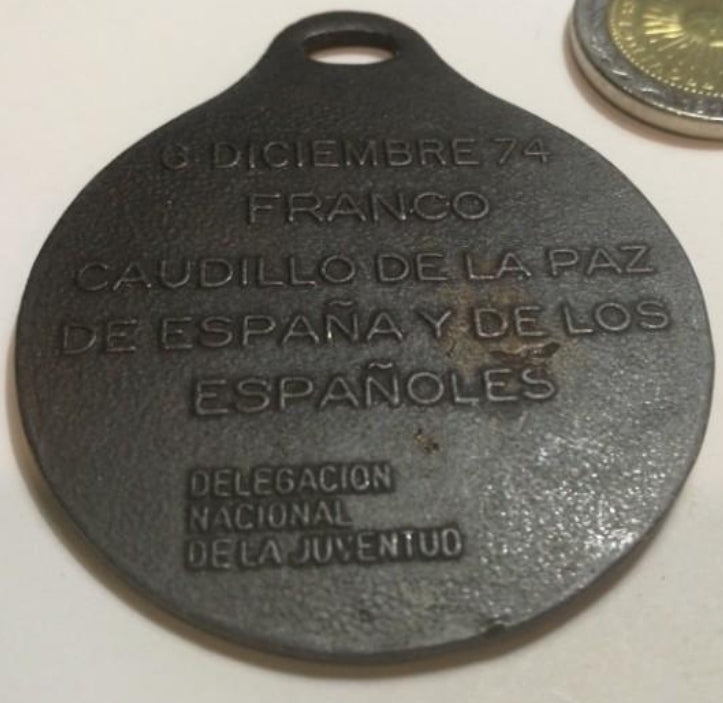 6 DICIEMBRE 74
FRANCO
CAUDILLO DE LA PAZ
DE ESPAÑA Y DE LOS
ESPAÑOLES
DELEGACION
NACIONAL
DE LA JUVENTUD